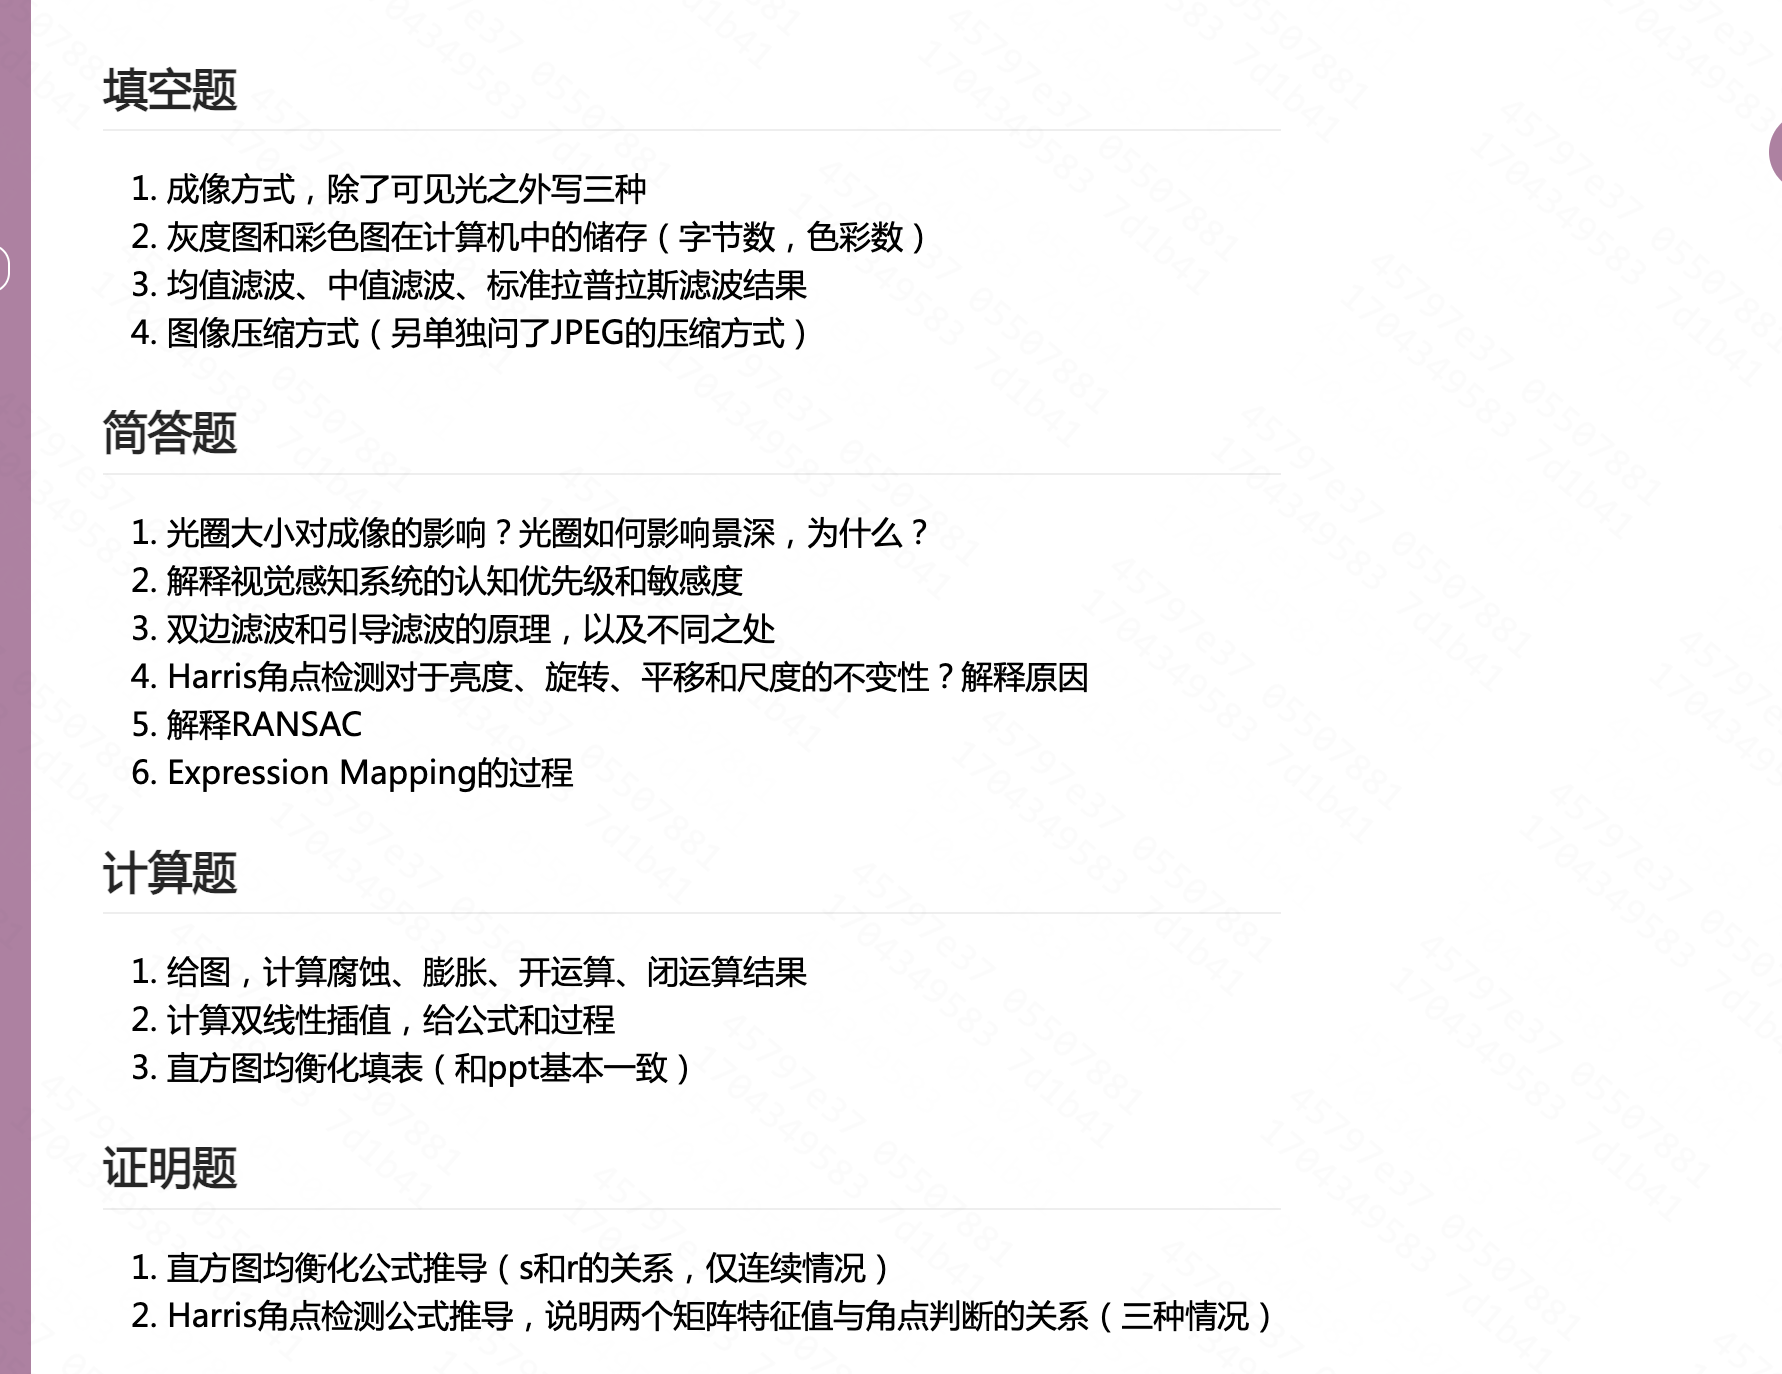 填空题
1. 成像方式，除了可见光之外写三种
2. 灰度图和彩色图在计算机中的储存（字节数，色彩数）
3. 均值滤波、中值滤波、标准拉普拉斯滤波结果
4. 图像压缩方式（另单独问了JPEG的压缩方式）
简答题
1. 光圈大小对成像的影响？光圈如何影响景深，为什么？
2. 解释视觉感知系统的认知优先级和敏感度
3. 双边滤波和引导滤波的原理，以及不同之处
4. Harris角点检测对于亮度、旋转、平移和尺度的不变性？解释原因
5. 解释RANSAC
6. Expression Mapping的过程
计算题
1. 给图，计算腐蚀、膨胀、开运算、闭运算结果
2. 计算双线性插值，给公式和过程
3. 直方图均衡化填表（和ppt基本一致）
证明题
1. 直方图均衡化公式推导（s和r的关系，仅连续情况）
2. Harris角点检测公式推导，说明两个矩阵特征值与角点判断的关系（三种情况）